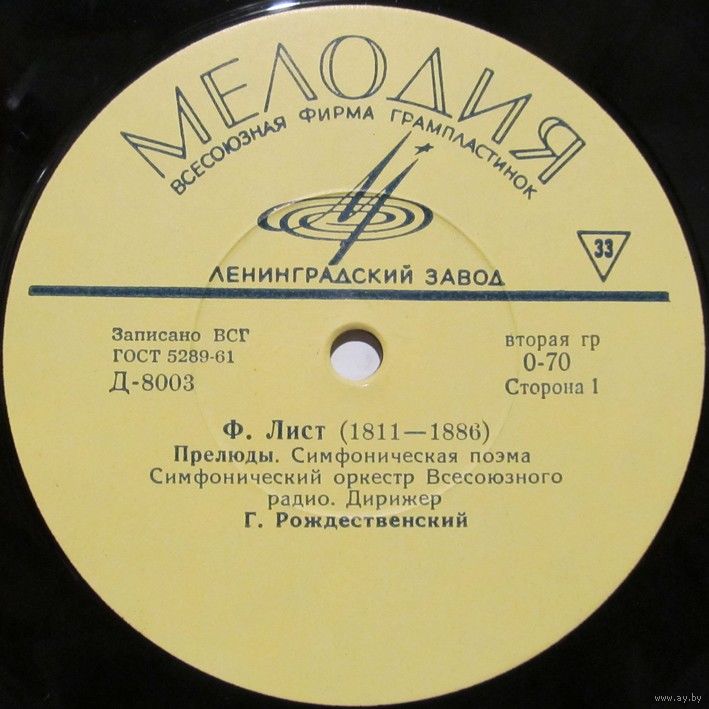 МЕЛОДИЯ
ВСЕСОЮЗНАЯ ФИРМА ГРАМПЛАСТИНОК
33
ЛЕНИНГРАДСКИЙ ЗАВОД
Записано ВСГ
ГОСТ 5289-61
Д-8003
вторая гр
0-70
Сторона 1
Ф. Лист (1811—1886)
Прелюды. Симфоническая поэма
Симфонический оркестр Всесоюзного
радио. Дирижер
Г. Рождественский
www.ay.by